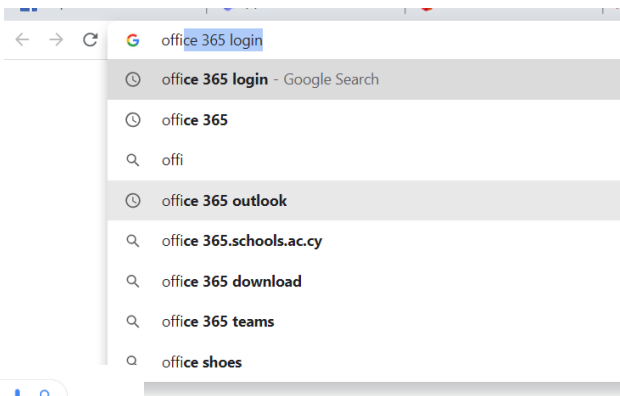 office 365 login
office 365 login - Google Search
office 365
offi
office 365 outlook
office 365.schools.ac.cy
office 365 download
office 365 teams
office shoes